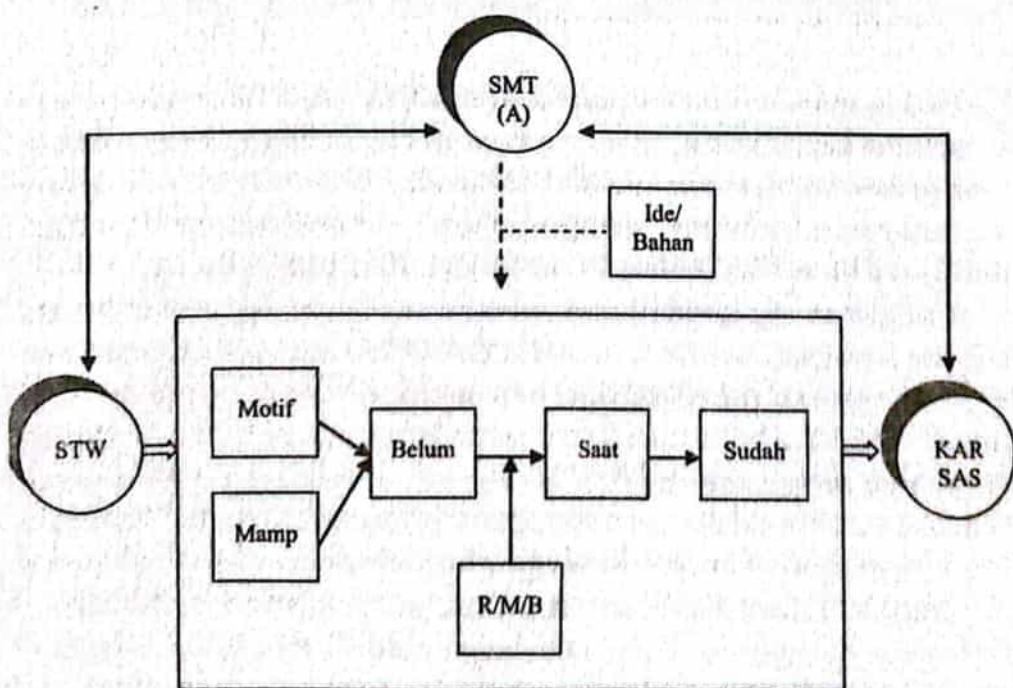 SMT
(A)
Ide/
Bahan
Motif
STW
Belum
Saat
Sudah
KAR
SAS
Mamp
R/M/B